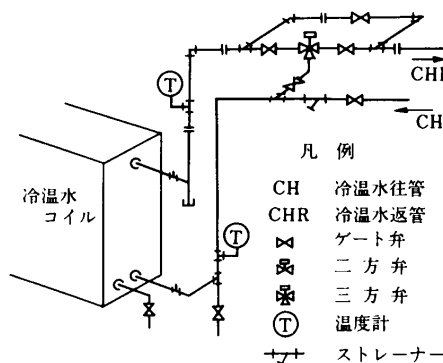 CHR
CH
T
冷温水
コイル
T
凡 例
CH 冷温水往管
CHR 冷温水返管
ゲート弁
二方弁
三方弁
T 温度計
ストレーナー